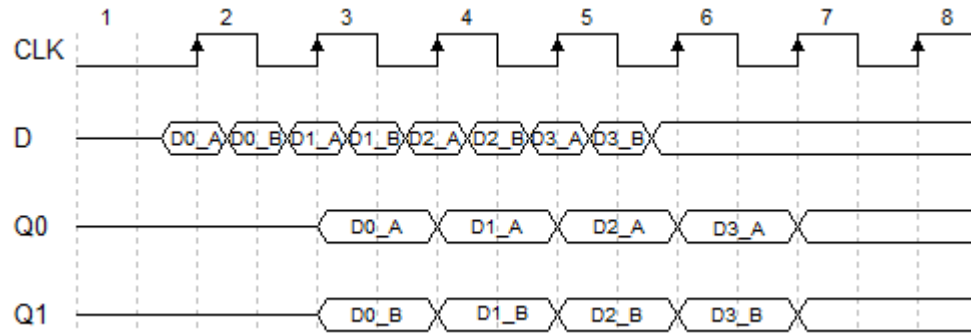 1 2 3 4 5 6 7 8
CLK
D D0_A D0_B D1_A D1_B D2_A D2_B D3_A D3_B
Q0 D0_A D1_A D2_A D3_A
Q1 D0_B D1_B D2_B D3_B